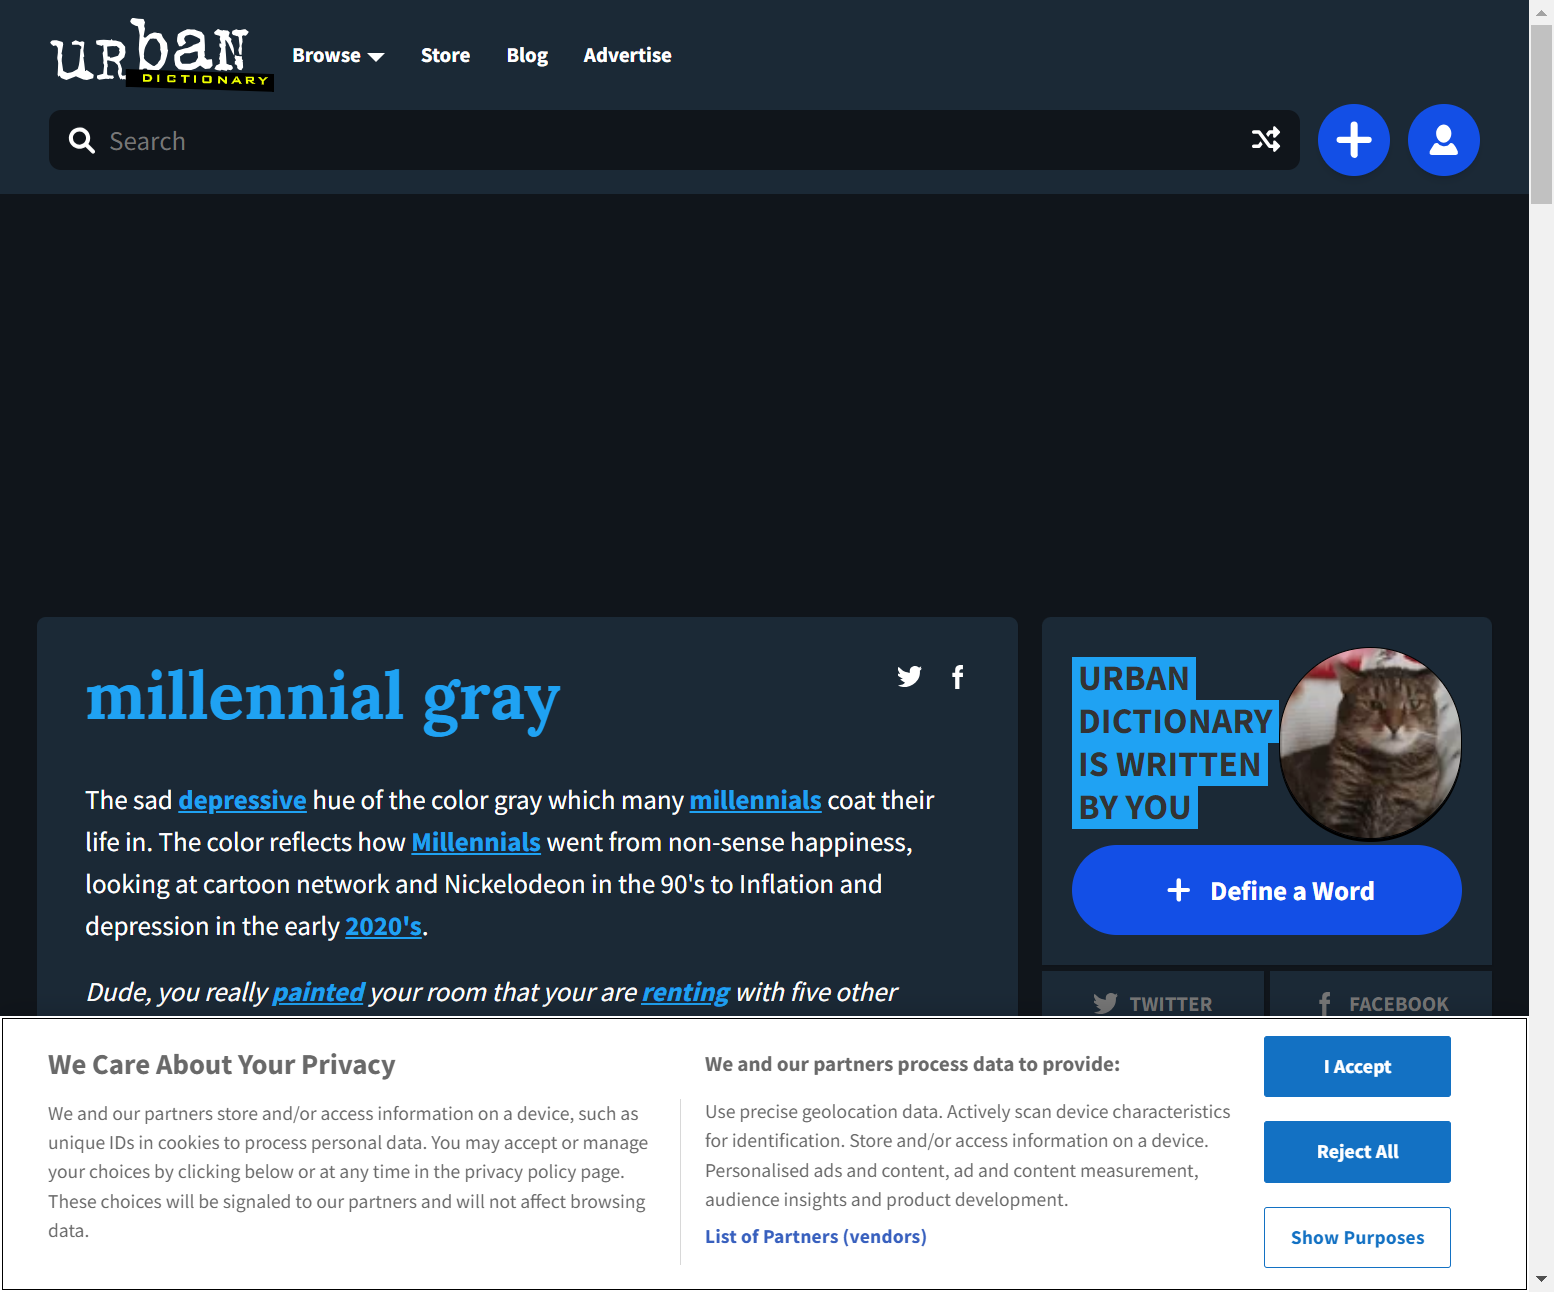 urban
DICTIONARY
Browse
Store
Blog
Advertise
Search
millennial gray
The sad depressive hue of the color gray which many millennials coat their
life in. The color reflects how Millennials went from non-sense happiness,
looking at cartoon network and Nickelodeon in the 90's to Inflation and
depression in the early 2020's.
Dude, you really painted your room that your are renting with five other
URBAN
DICTIONARY
IS WRITTEN
BY YOU
Define a Word
TWITTER
FACEBOOK
We Care About Your Privacy
We and our partners store and/or access information on a device, such as
unique IDs in cookies to process personal data. You may accept or manage
your choices by clicking below or at any time in the privacy policy page.
These choices will be signaled to our partners and will not affect browsing
data.
We and our partners process data to provide:
Use precise geolocation data. Actively scan device characteristics
for identification. Store and/or access information on a device.
Personalised ads and content, ad and content measurement,
audience insights and product development.
List of Partners (vendors)
I Accept
Reject All
Show Purposes